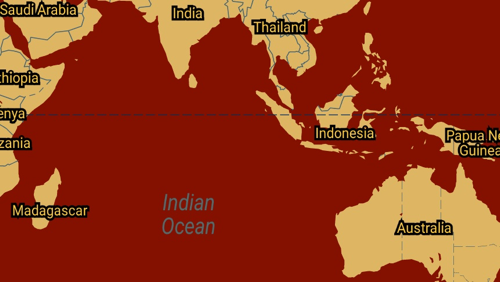 Saudi Arabia
India
Thailand
thiopia
enya
Indonesia
zania
Papua Ne
Guinea
Madagascar
Indian
Ocean
Australia